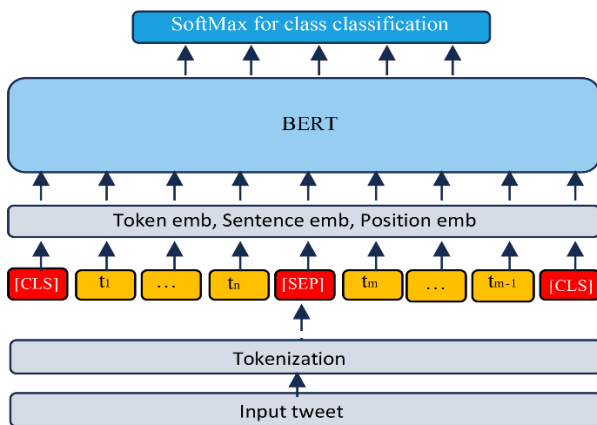 SoftMax for class classification
BERT
Token emb, Sentence emb, Position emb
[CLS] t1 ... tn [SEP] tm ... tm-1 [CLS]
Tokenization
Input tweet